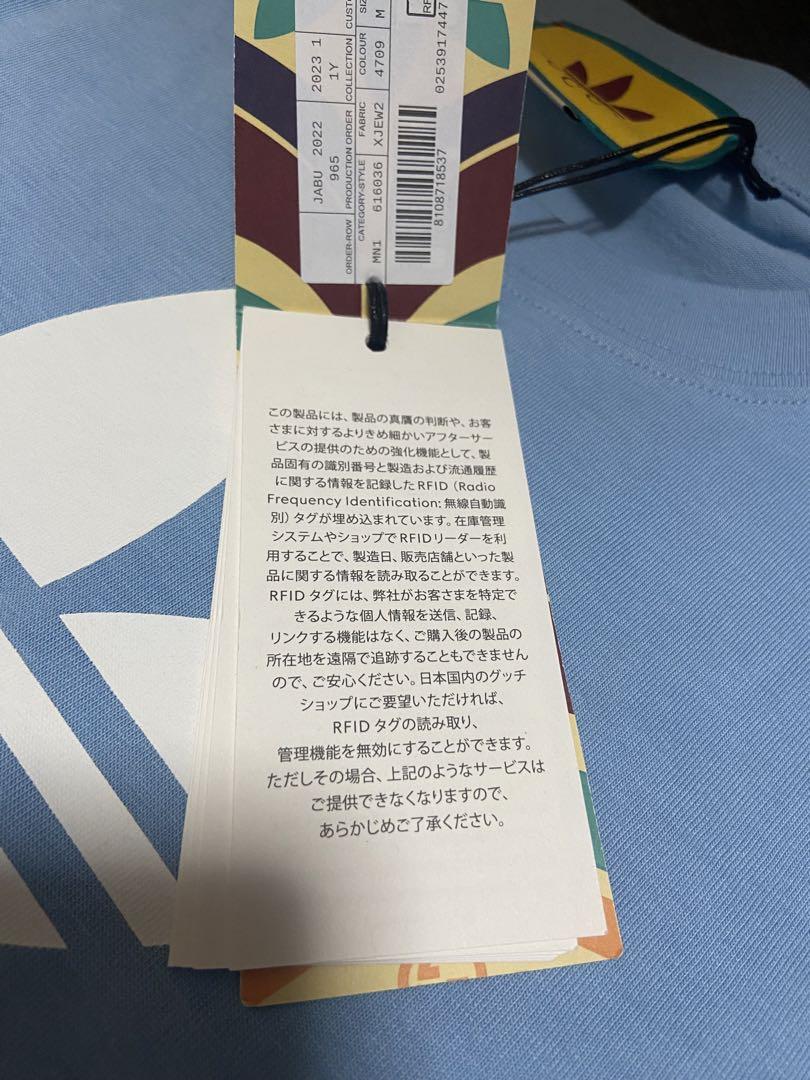 JABU 2022
2023 1
965
1Y
ORDER-ROW
PRODUCTION ORDER
COLLECTION
CATEGORY-STYLE
FABRIC
COLOUR
MN1
616036
XJEW2
4709
M
8108718537
0253917447
この製品には、製品の真贋の判断や、お客
さまに対するよりきめ細かいアフターサー
ビスの提供のための強化機能として、製
品固有の識別番号と製造および流通履歴
に関する情報を記録したRFID（Radio
Frequency Identification: 無線自動識
別）タグが埋め込まれています。在庫管理
システムやショップでRFIDリーダーを利
用することで、製造日、販売店舗といった製
品に関する情報を読み取ることができます。
RFIDタグには、弊社がお客さまを特定で
きるような個人情報を送信、記録、
リンクする機能はなく、ご購入後の製品の
所在地を遠隔で追跡することもできません
ので、ご安心ください。日本国内のグッチ
ショップにご要望いただければ、
RFIDタグの読み取り、
管理機能を無効にすることができます。
ただしその場合、上記のようなサービスは
ご提供できなくなりますので、
あらかじめご了承ください。